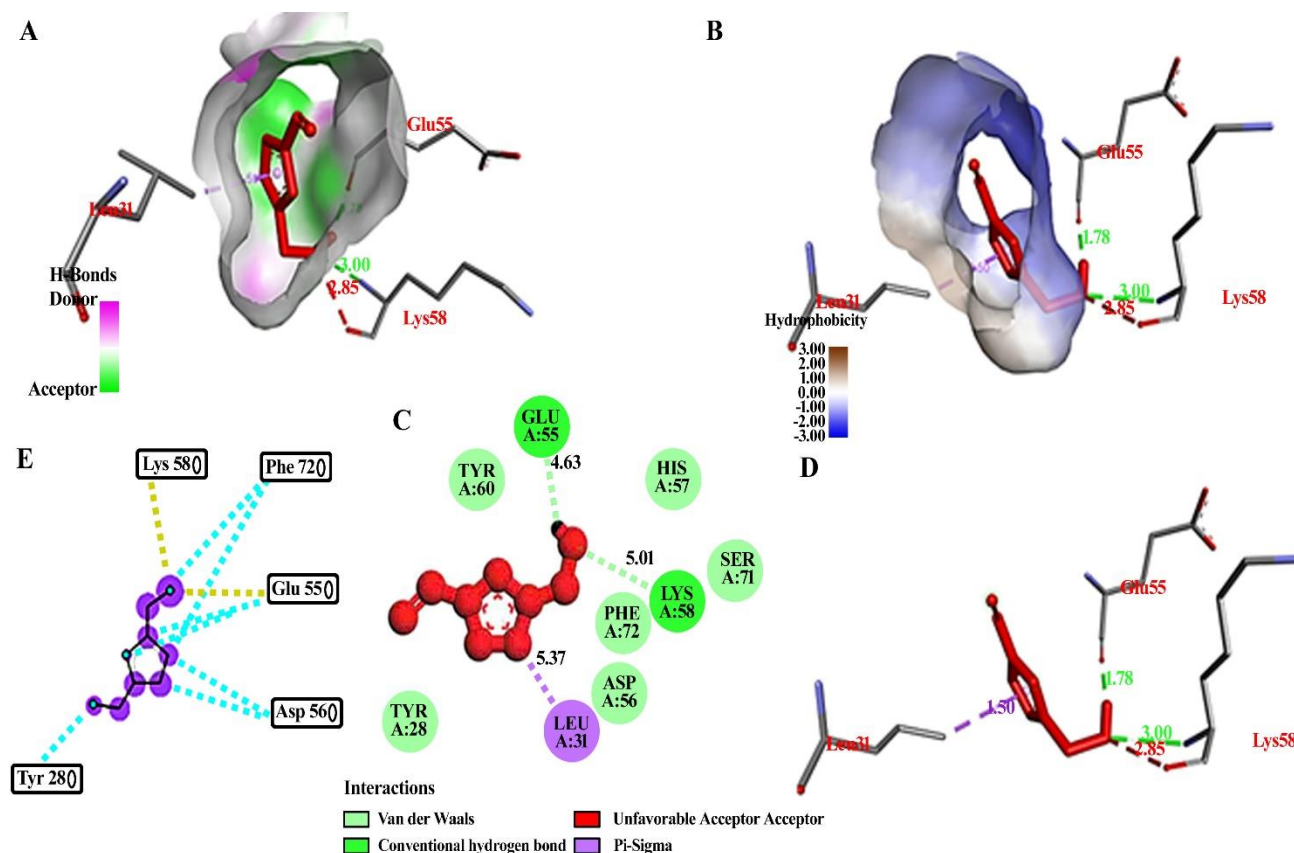 A
Glu55
Leu31
3.00
2.85
Lys58
H-Bonds
Donor
Acceptor
B
Glu55
1.78
3.00
2.85
Lys58
Leu31
Hydrophobicity
3.00
2.00
1.00
0.00
-1.00
-2.00
-3.00
E
Lys 58()
Phe 72()
Glu 55()
Asp 56()
Tyr 28()
C
GLU
A:55
4.63
TYR
A:60
HIS
A:57
5.01
SER
A:71
LYS
A:58
PHE
A:72
5.37
ASP
A:56
TYR
A:28
LEU
A:31
Interactions
Van der Waals
Unfavorable Acceptor Acceptor
Conventional hydrogen bond
Pi-Sigma
D
Glu55
1.78
1.50
3.00
2.85
Lys58
Leu31